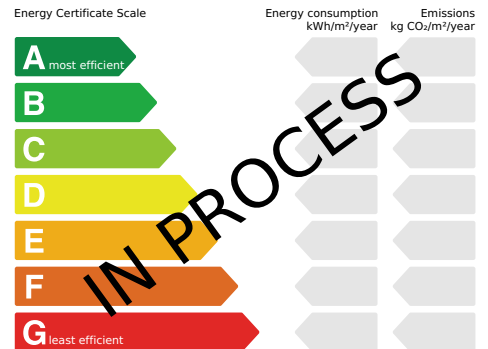 Energy Certificate Scale
Energy consumption
kWh/m²/year
Emissions
kg CO₂/m²/year
A most efficient
B
C
D
E
F
G least efficient
IN PROCESS